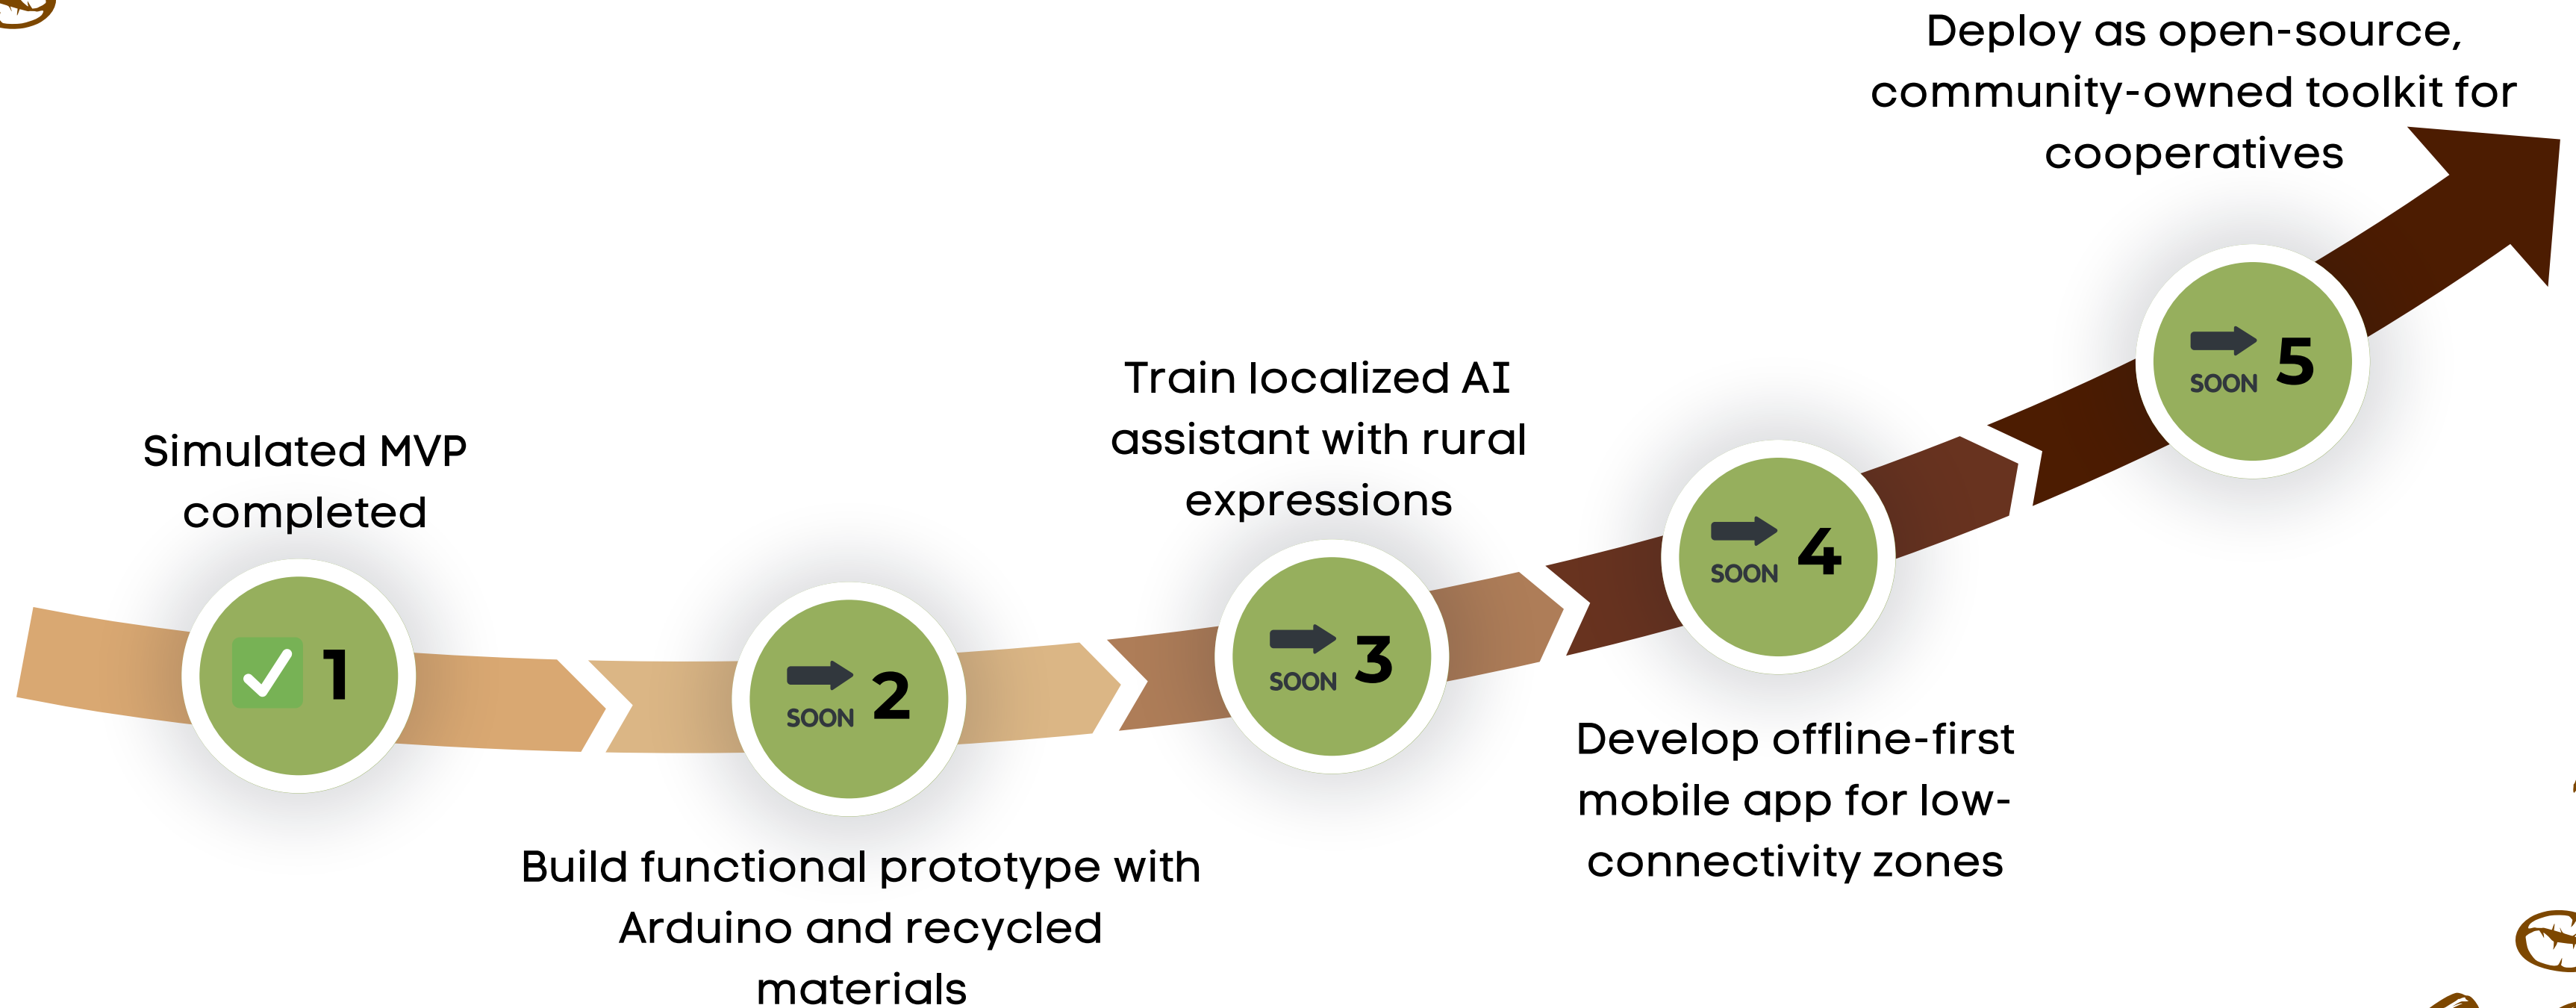 Simulated MVP
completed
1
SOON 2
Build functional prototype with
Arduino and recycled
materials
Train localized AI
assistant with rural
expressions
SOON 3
SOON 4
Develop offline-first
mobile app for low-
connectivity zones
Deploy as open-source,
community-owned toolkit for
cooperatives
SOON 5